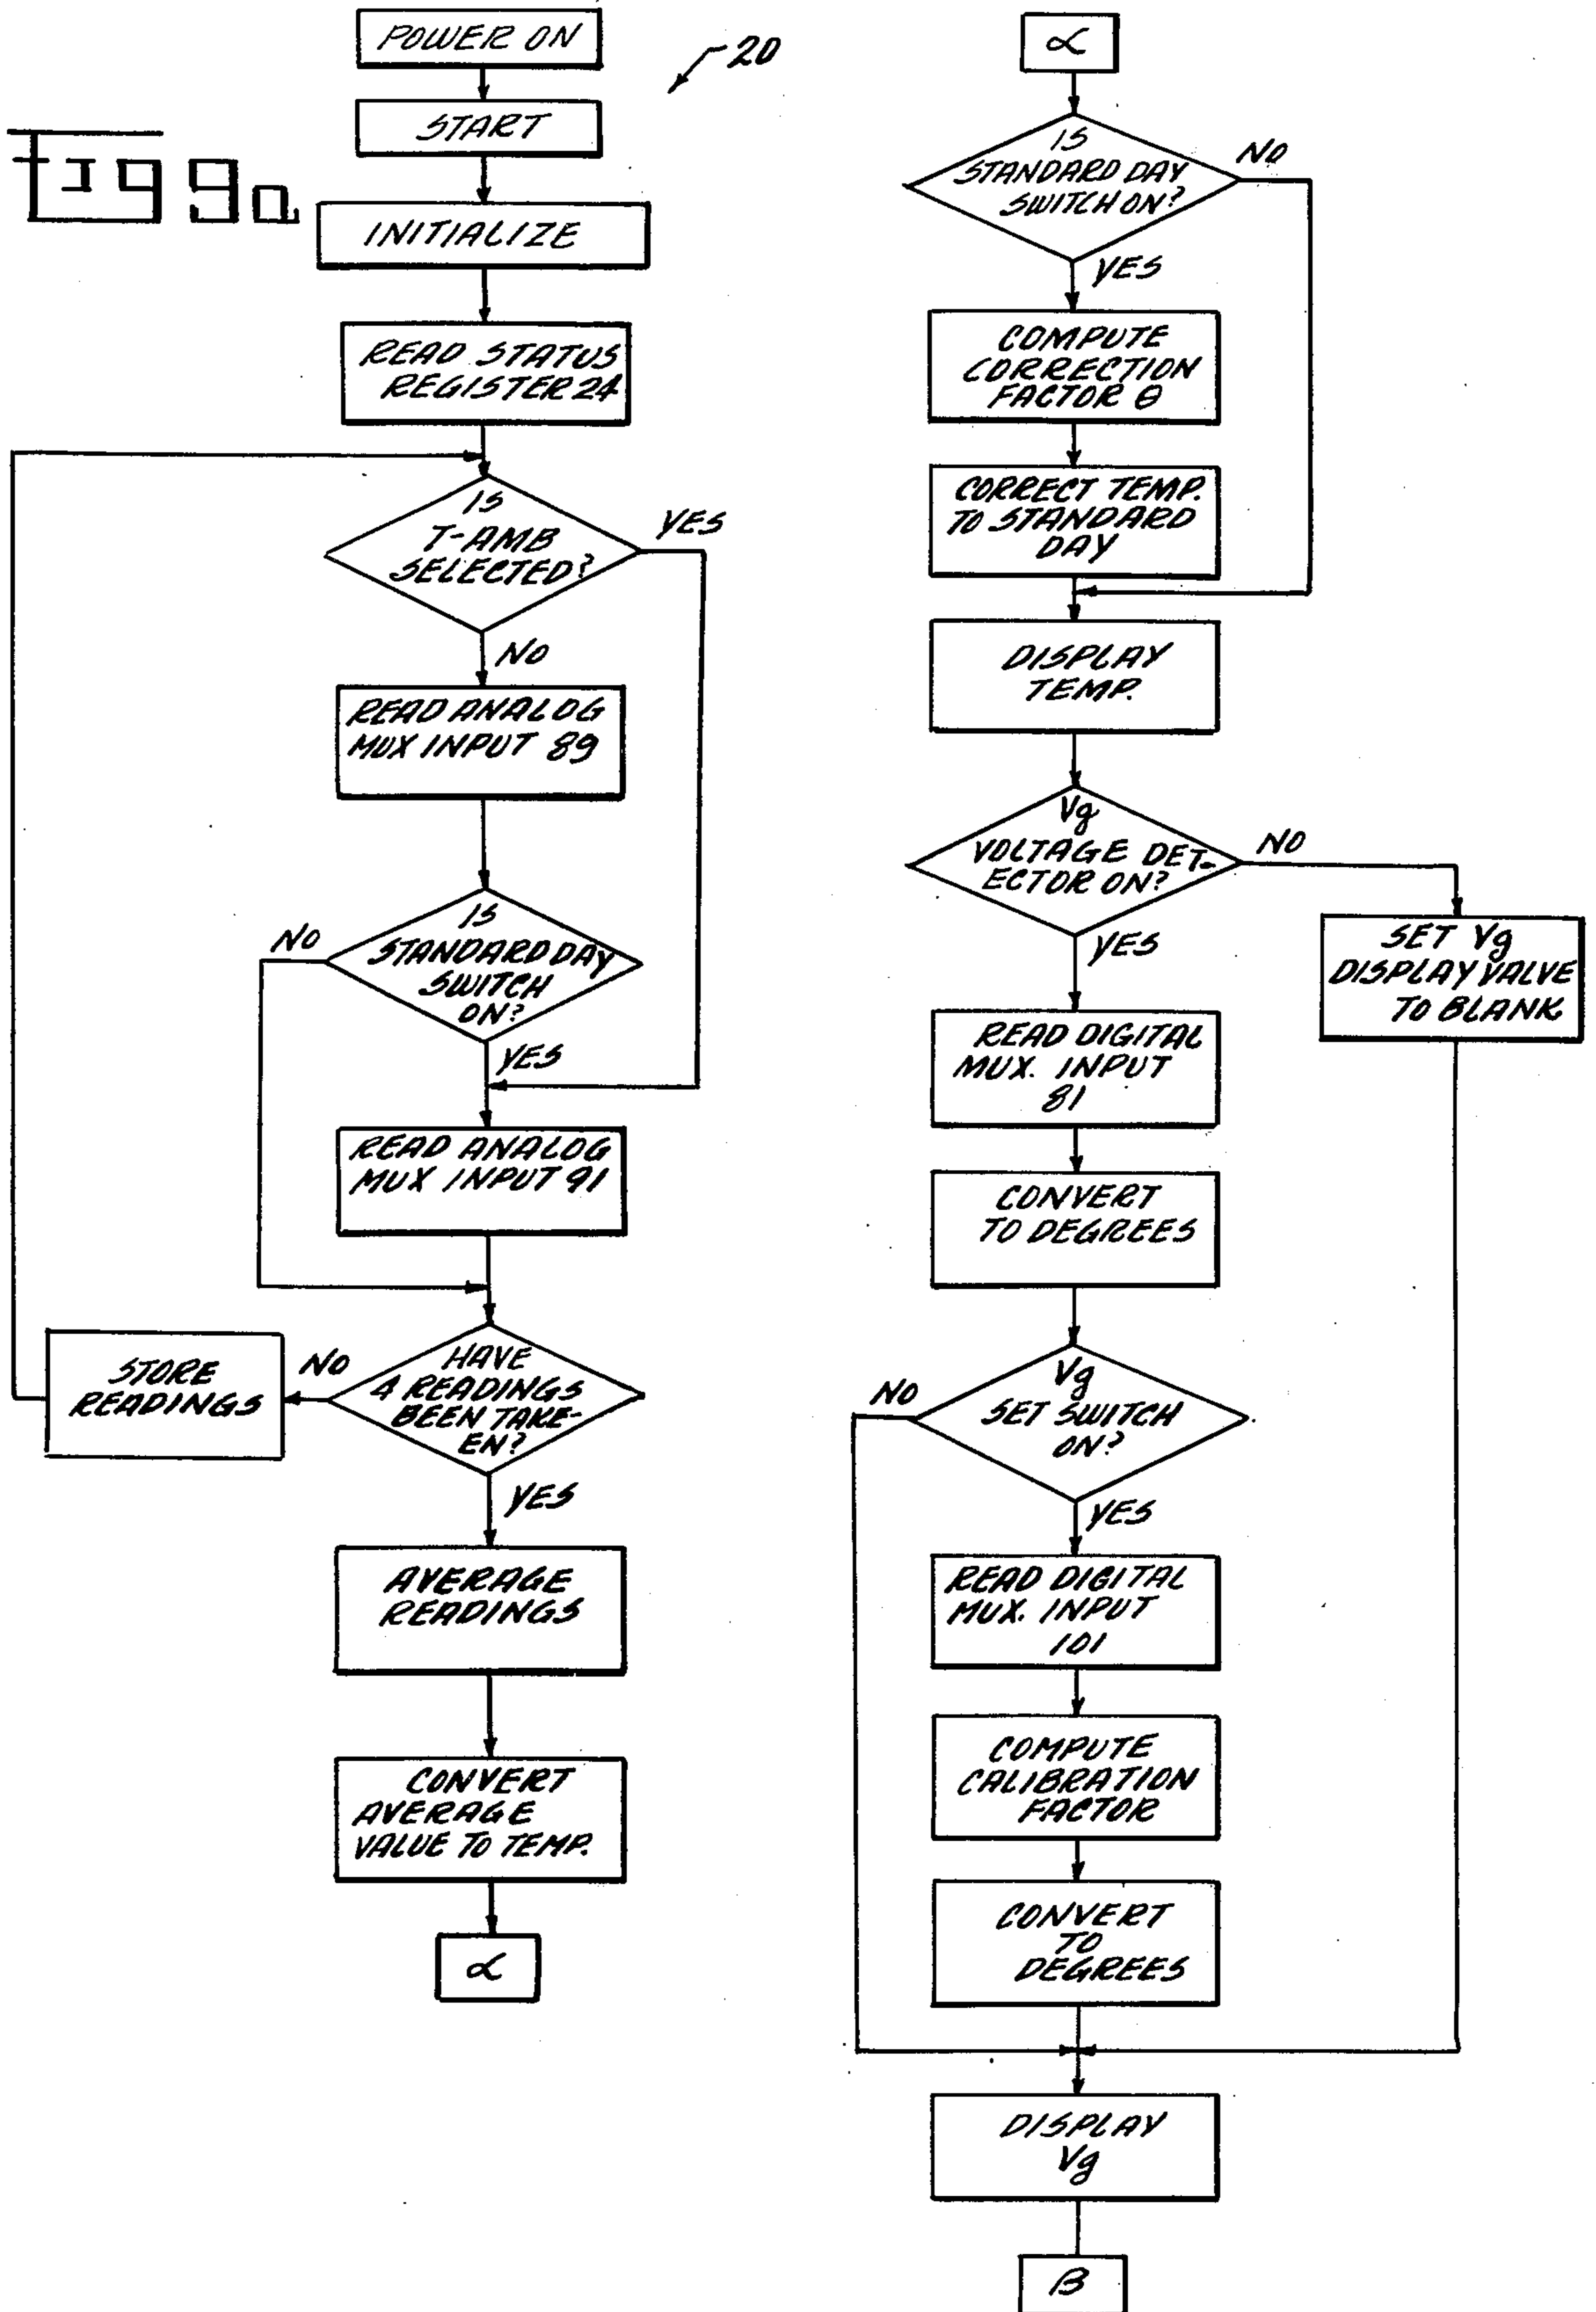 Fig 9a
20
POWER ON
START
INITIALIZE
READ STATUS
REGISTER 24
IS
T-AMB
SELECTED?
YES
NO
READ ANALOG
MUX INPUT 89
IS
STANDARD DAY
SWITCH
ON?
NO
YES
READ ANALOG
MUX INPUT 91
HAVE
4 READINGS
BEEN TAKE-
EN?
NO
STORE
READINGS
YES
AVERAGE
READINGS
CONVERT
AVERAGE
VALUE TO TEMP.
α
α
IS
STANDARD DAY
SWITCH ON?
NO
YES
COMPUTE
CORRECTION
FACTOR θ
CORRECT TEMP.
TO STANDARD
DAY
DISPLAY
TEMP.
Vg
VOLTAGE DET-
ECTOR ON?
NO
SET Vg
DISPLAY VALVE
TO BLANK
YES
READ DIGITAL
MUX. INPUT
81
CONVERT
TO DEGREES
Vg
SET SWITCH
ON?
NO
YES
READ DIGITAL
MUX. INPUT
101
COMPUTE
CALIBRATION
FACTOR
CONVERT
TO
DEGREES
DISPLAY
Vg
β